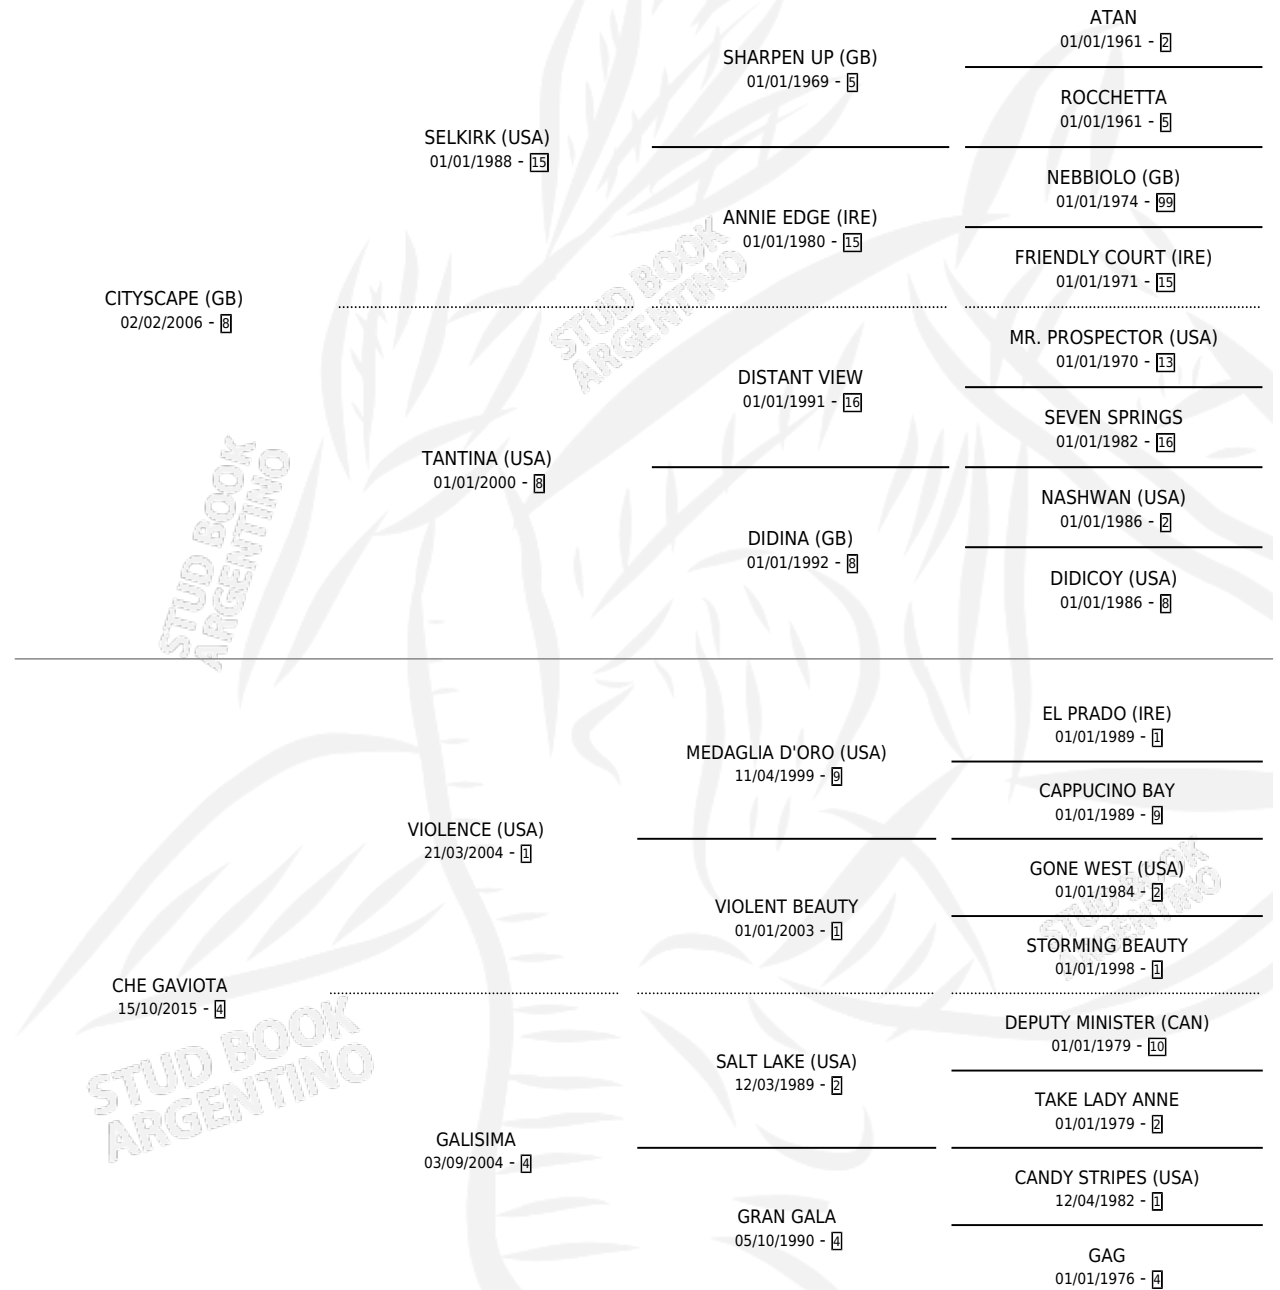 ATAN
01/01/1961 - 2
SHARPEN UP (GB)
01/01/1969 - 5
ROCCHETTA
01/01/1961 - 5
SELKIRK (USA)
01/01/1988 - 15
NEBBIOLO (GB)
01/01/1974 - 99
ANNIE EDGE (IRE)
01/01/1980 - 15
FRIENDLY COURT (IRE)
01/01/1971 - 15
CITYSCAPE (GB)
02/02/2006 - 8
STUD BOOK
ARGENTINO
MR. PROSPECTOR (USA)
01/01/1970 - 13
DISTANT VIEW
01/01/1991 - 16
SEVEN SPRINGS
01/01/1982 - 16
TANTINA (USA)
01/01/2000 - 8
NASHWAN (USA)
01/01/1986 - 2
DIDINA (GB)
01/01/1992 - 8
DIDICOY (USA)
01/01/1986 - 8
STUD BOOK
ARGENTINO
EL PRADO (IRE)
01/01/1989 - 1
MEDAGLIA D'ORO (USA)
11/04/1999 - 9
CAPPUCINO BAY
01/01/1989 - 9
VIOLENCE (USA)
21/03/2004 - 1
GONE WEST (USA)
01/01/1984 - 2
VIOLENT BEAUTY
01/01/2003 - 1
STUD BOOK
ARGENTINO
STORMING BEAUTY
01/01/1998 - 1
CHE GAVIOTA
15/10/2015 - 4
STUD BOOK
ARGENTINO
DEPUTY MINISTER (CAN)
01/01/1979 - 10
SALT LAKE (USA)
12/03/1989 - 2
TAKE LADY ANNE
01/01/1979 - 2
GALISIMA
03/09/2004 - 4
CANDY STRIPES (USA)
12/04/1982 - 1
GRAN GALA
05/10/1990 - 4
GAG
01/01/1976 - 4